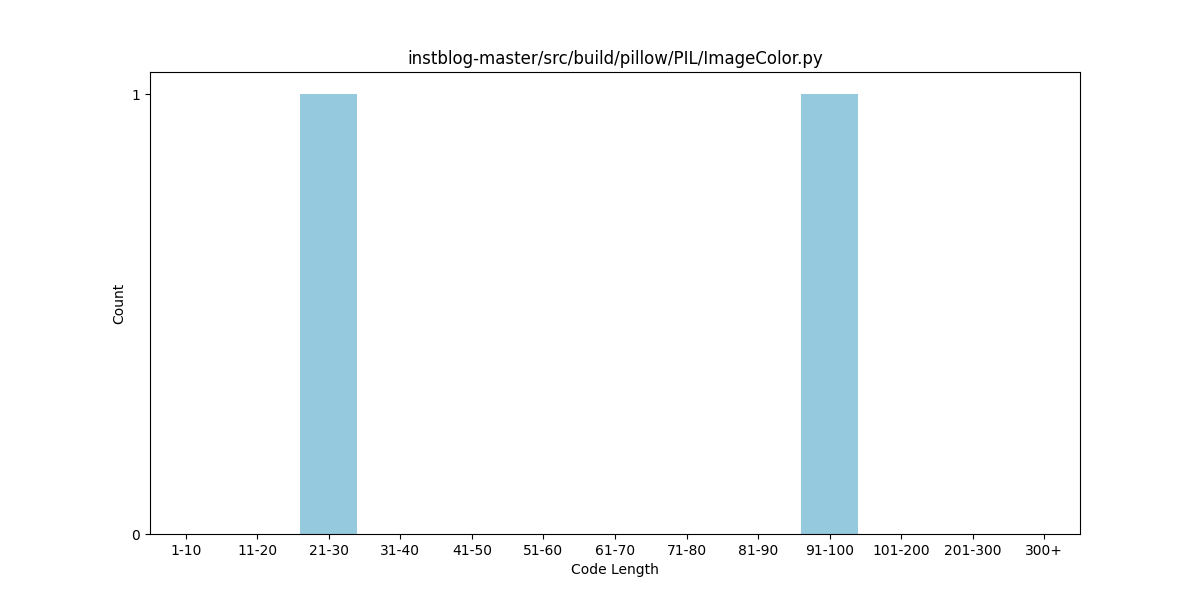 instblog-master/src/build/pillow/PIL/ImageColor.py
1
0
Count
1-10 11-20 21-30 31-40 41-50 51-60 61-70 71-80 81-90 91-100 101-200 201-300 300+
Code Length